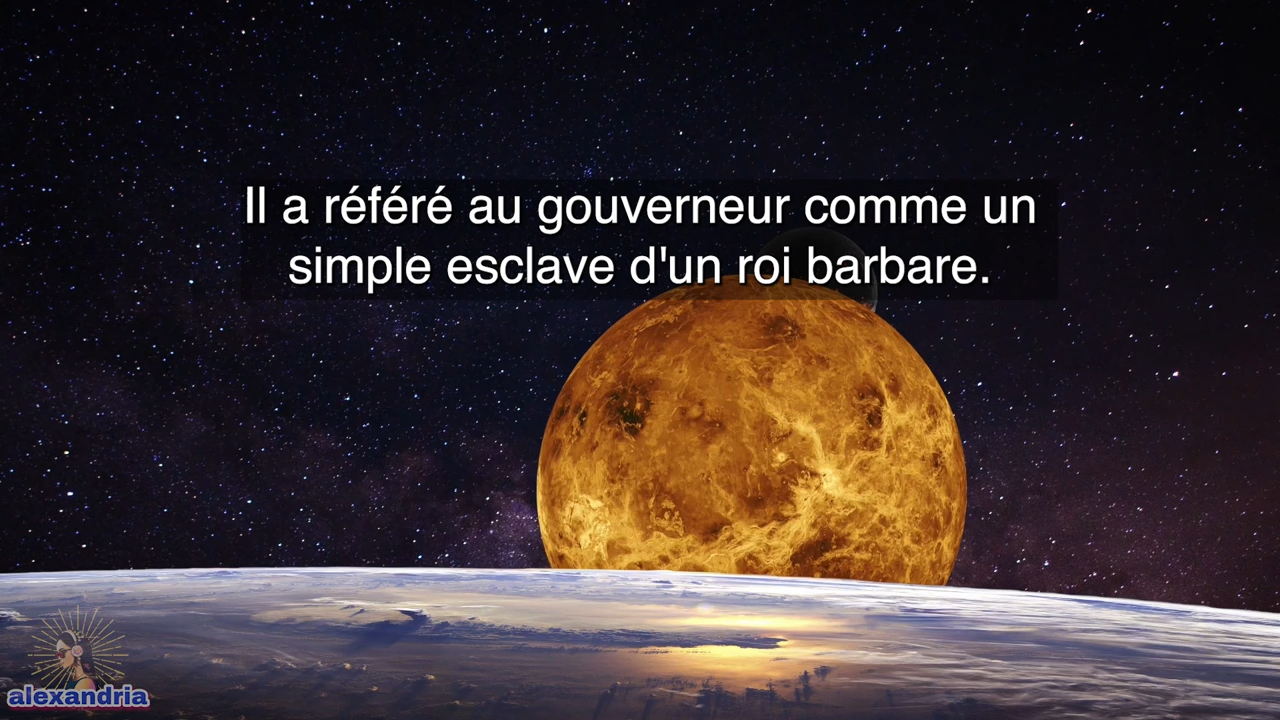 Il a référé au gouverneur comme un
simple esclave d'un roi barbare.
alexandria